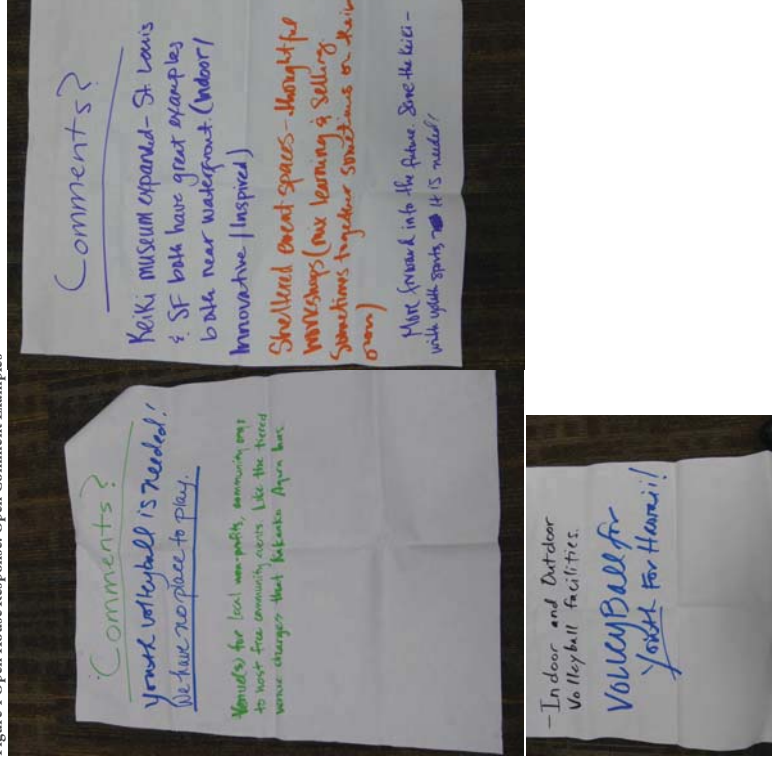 Comments?
Keiki museum expanded - St. Louis
& SF both have great examples
both near waterfront. (Indoor/
Innovative / Inspired)
Sheltered event spaces - thoughtful
workshops (mix learning & selling.
Sometimes together sometimes on their
own)
More forward into the future. Serve the keiki -
with youth sports, it is needed!
Comments?
youth volleyball is needed!
We have no place to play.
Venue(s) for local non-profits, community orgs
to host free community events. Like the tiered
venue charges that Kakaako Agora has.
- Indoor and Outdoor
Volleyball facilities.
VOLLEYBall for
Youth For Hawaii!